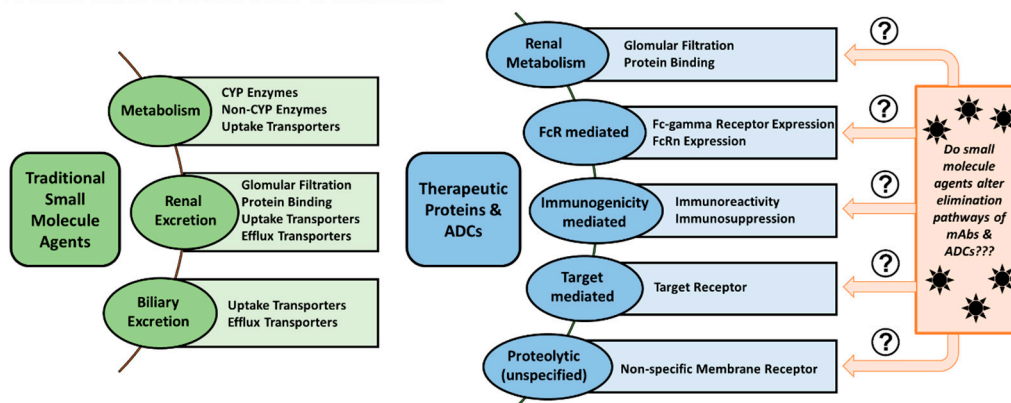 Traditional
Small
Molecule
Agents
Metabolism
CYP Enzymes
Non-CYP Enzymes
Uptake Transporters
Renal
Excretion
Glomular Filtration
Protein Binding
Uptake Transporters
Efflux Transporters
Biliary
Excretion
Uptake Transporters
Efflux Transporters
Therapeutic
Proteins &
ADCs
Renal
Metabolism
Glomular Filtration
Protein Binding
FcR mediated
Fc-gamma Receptor Expression
FcRn Expression
Immunogenicity
mediated
Immunoreactivity
Immunosuppression
Target
mediated
Target Receptor
Proteolytic
(unspecified)
Non-specific Membrane Receptor
?
?
?
?
?
Do small
molecule
agents alter
elimination
pathways of
mAbs &
ADCs???